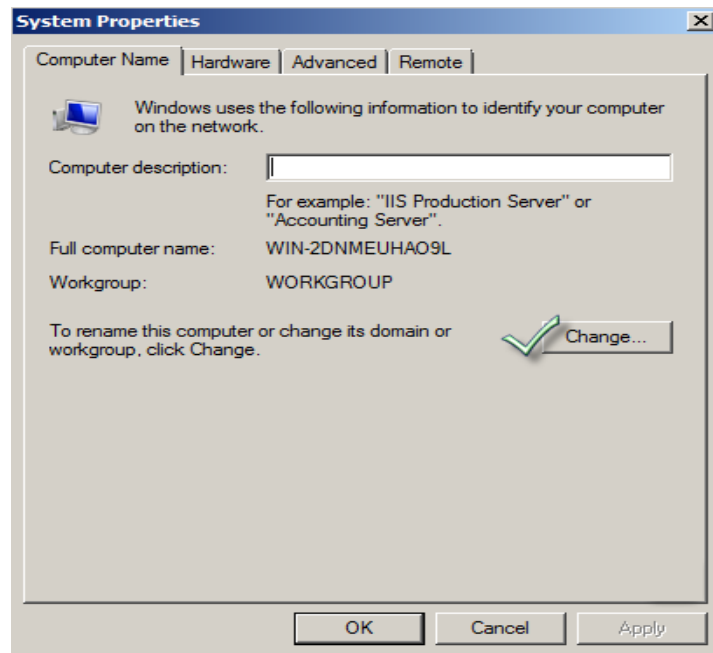 System Properties
Computer Name Hardware Advanced Remote
Windows uses the following information to identify your computer
on the network.
Computer description:
For example: "IIS Production Server" or
"Accounting Server".
Full computer name: WIN-2DNMEUHAO9L
Workgroup: WORKGROUP
To rename this computer or change its domain or
workgroup, click Change.
Change...
OK Cancel Apply